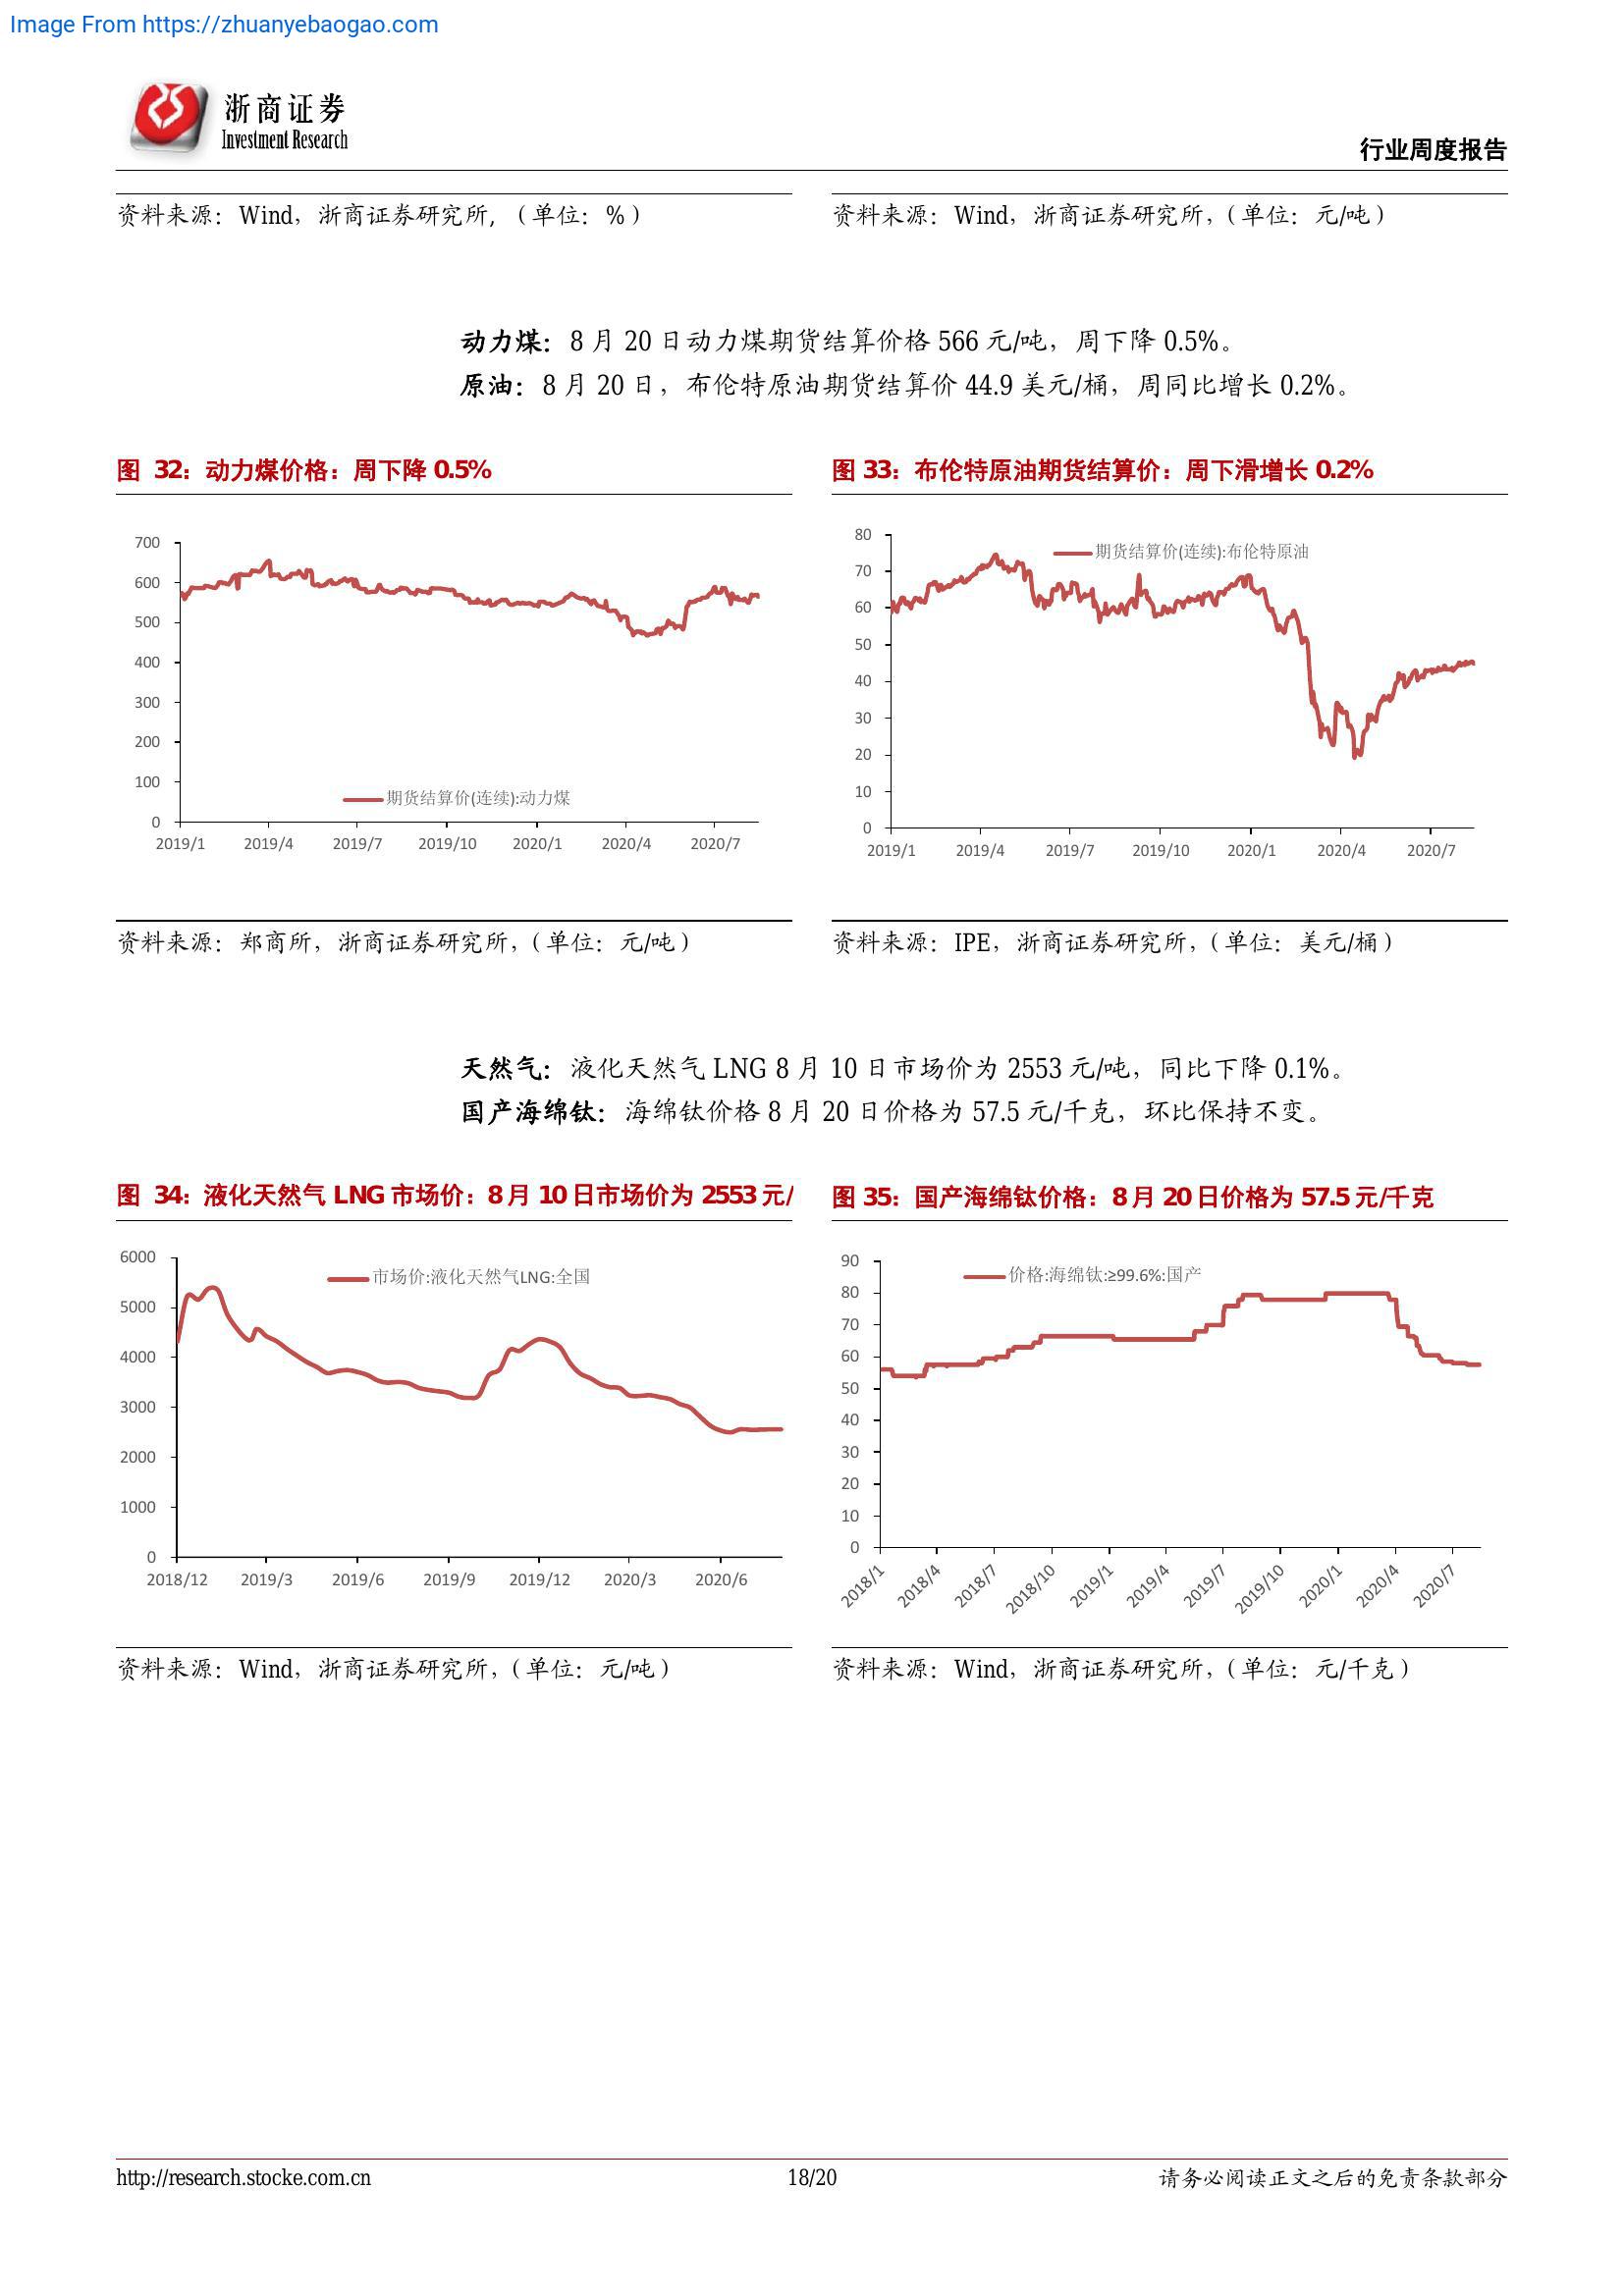 Image From https://zhuanyebaogao.com
浙商证券
Investment Research
行业周度报告
资料来源：Wind，浙商证券研究所，（单位：%）
资料来源：Wind，浙商证券研究所，（单位：元/吨）
动力煤：8 月 20 日动力煤期货结算价格 566 元/吨，周下降 0.5%。
原油：8 月 20 日，布伦特原油期货结算价 44.9 美元/桶，周同比增长 0.2%。
图 32：动力煤价格：周下降 0.5%
700
600
500
400
300
200
100
0
期货结算价(连续):动力煤
2019/1 2019/4 2019/7 2019/10 2020/1 2020/4 2020/7
资料来源：郑商所，浙商证券研究所，（单位：元/吨）
图 33：布伦特原油期货结算价：周下滑增长 0.2%
80
70
60
50
40
30
20
10
0
期货结算价(连续):布伦特原油
2019/1 2019/4 2019/7 2019/10 2020/1 2020/4 2020/7
资料来源：IPE，浙商证券研究所，（单位：美元/桶）
天然气：液化天然气 LNG 8 月 10 日市场价为 2553 元/吨，同比下降 0.1%。
国产海绵钛：海绵钛价格 8 月 20 日价格为 57.5 元/千克，环比保持不变。
图 34：液化天然气 LNG 市场价：8 月 10 日市场价为 2553 元/
6000
5000
4000
3000
2000
1000
0
市场价:液化天然气LNG:全国
2018/12 2019/3 2019/6 2019/9 2019/12 2020/3 2020/6
资料来源：Wind，浙商证券研究所，（单位：元/吨）
图 35：国产海绵钛价格：8 月 20 日价格为 57.5 元/千克
90
80
70
60
50
40
30
20
10
0
价格:海绵钛:≥99.6%:国产
2018/1 2018/4 2018/7 2018/10 2019/1 2019/4 2019/7 2019/10 2020/1 2020/4 2020/7
资料来源：Wind，浙商证券研究所，（单位：元/千克）
http://research.stocke.com.cn
18/20
请务必阅读正文之后的免责条款部分